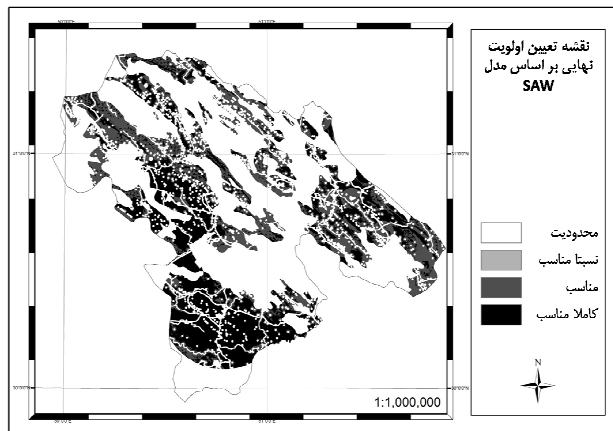 نقشه تعیین اولویت
نهایی بر اساس مدل
SAW
محدودیت
نسبتا مناسب
مناسب
کاملا مناسب
N
1:1,000,000